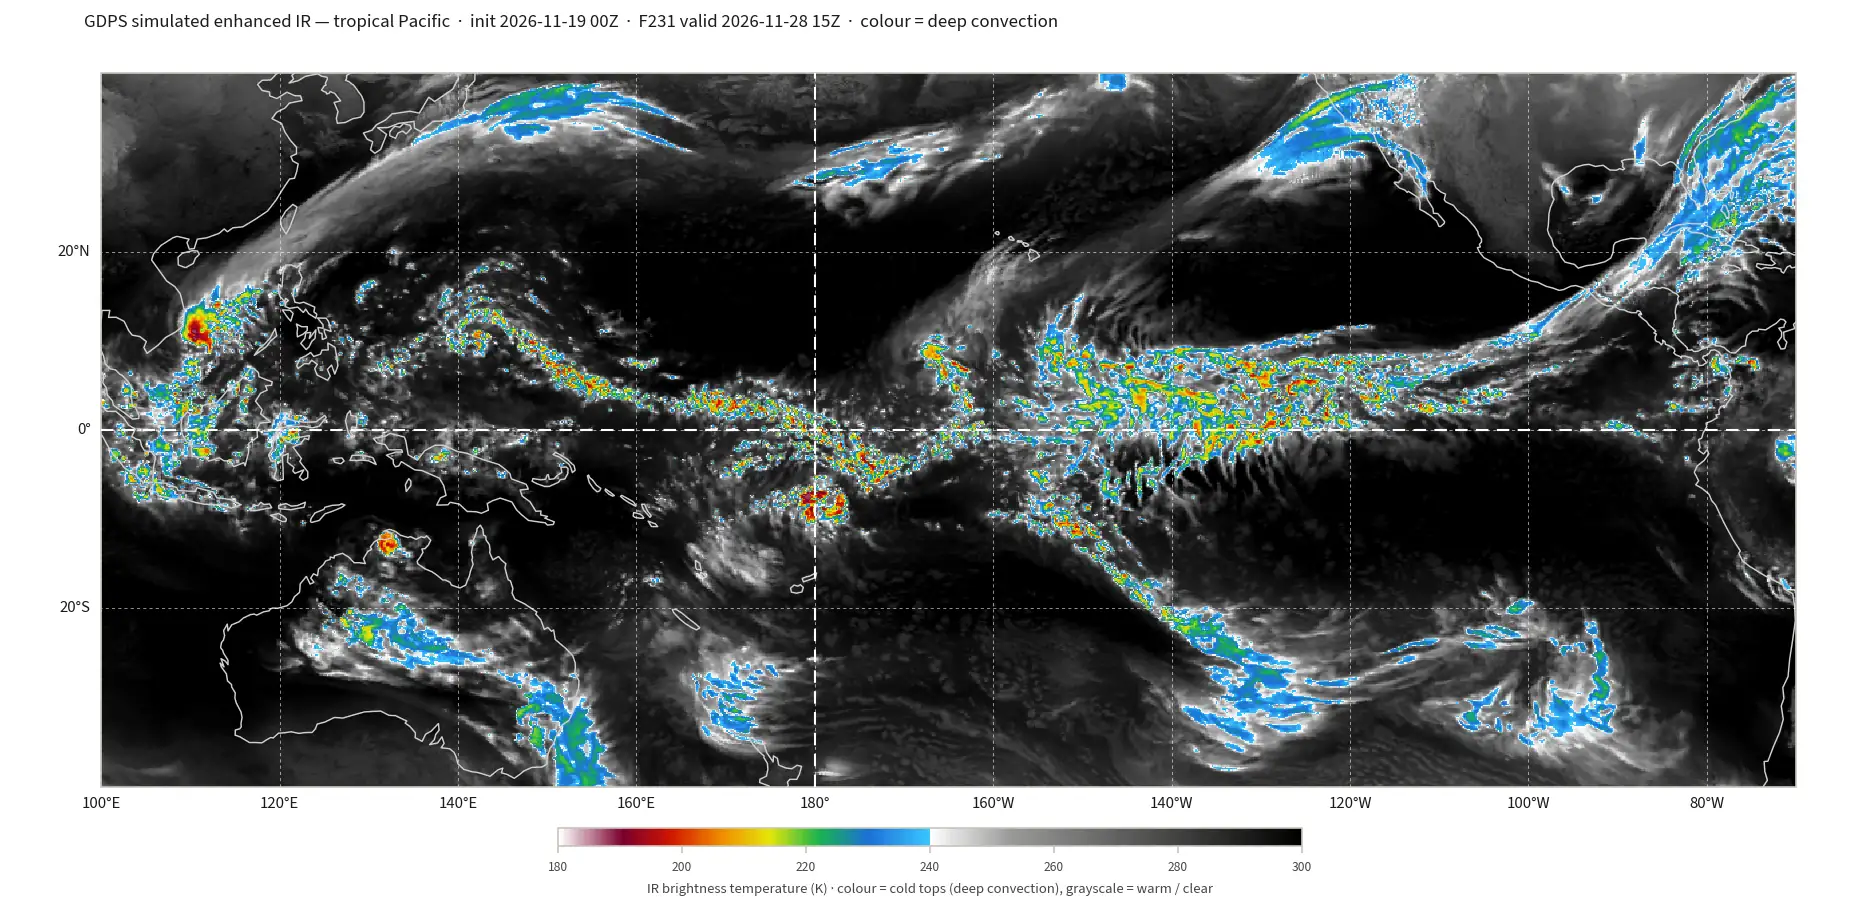 GDPS simulated enhanced IR — tropical Pacific · init 2026-11-19 00Z · F231 valid 2026-11-28 15Z · colour = deep convection
20°N
0°
20°S
100°E 120°E 140°E 160°E 180° 160°W 140°W 120°W 100°W 80°W
180 200 220 240 260 280 300
IR brightness temperature (K) · colour = cold tops (deep convection), grayscale = warm / clear